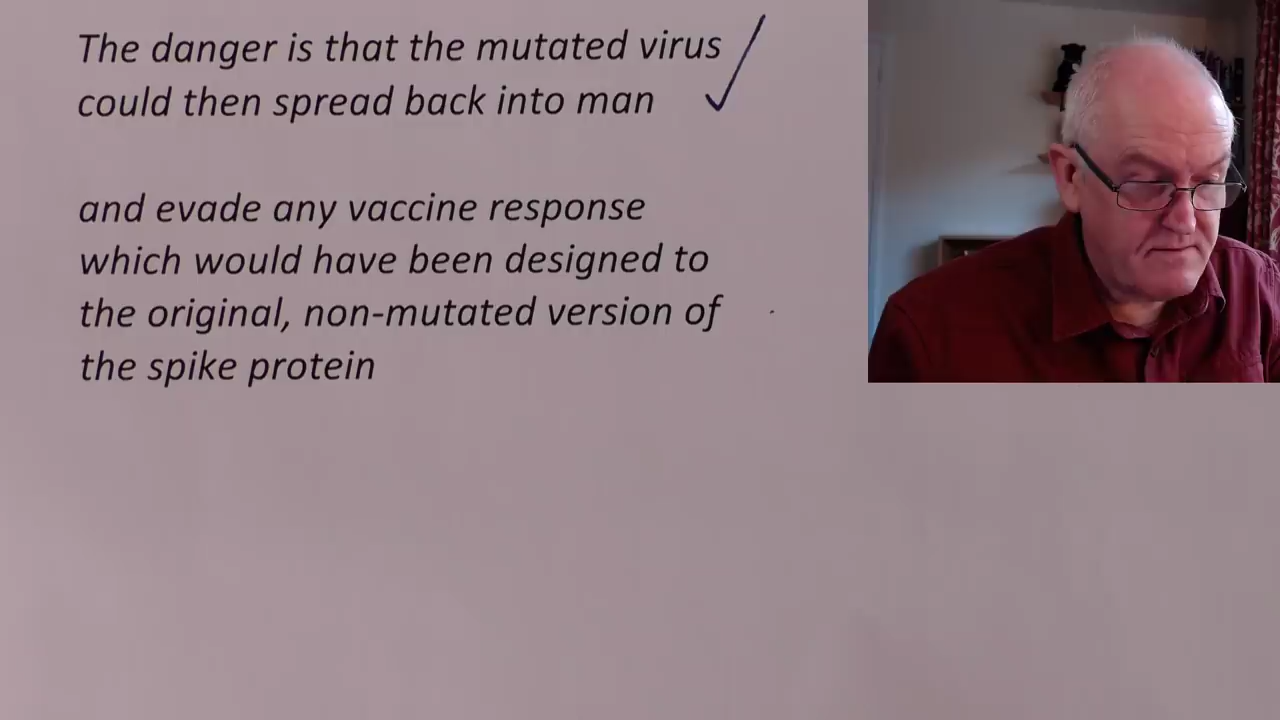 The danger is that the mutated virus
could then spread back into man
and evade any vaccine response
which would have been designed to
the original, non-mutated version of
the spike protein